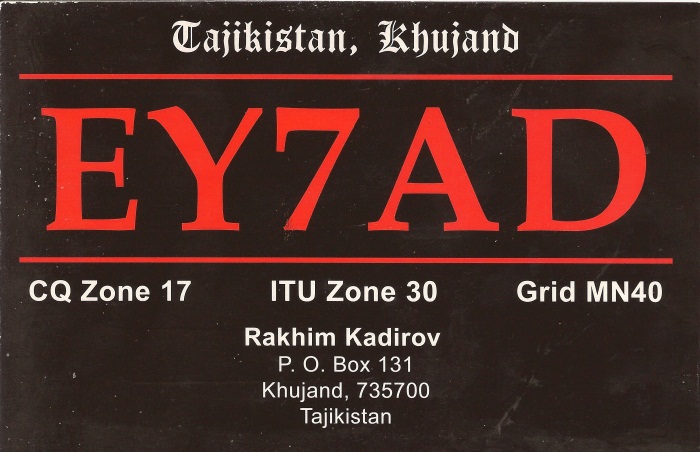 Tajikistan, Khujand
EY7AD
CQ Zone 17 ITU Zone 30 Grid MN40
Rakhim Kadirov
P. O. Box 131
Khujand, 735700
Tajikistan